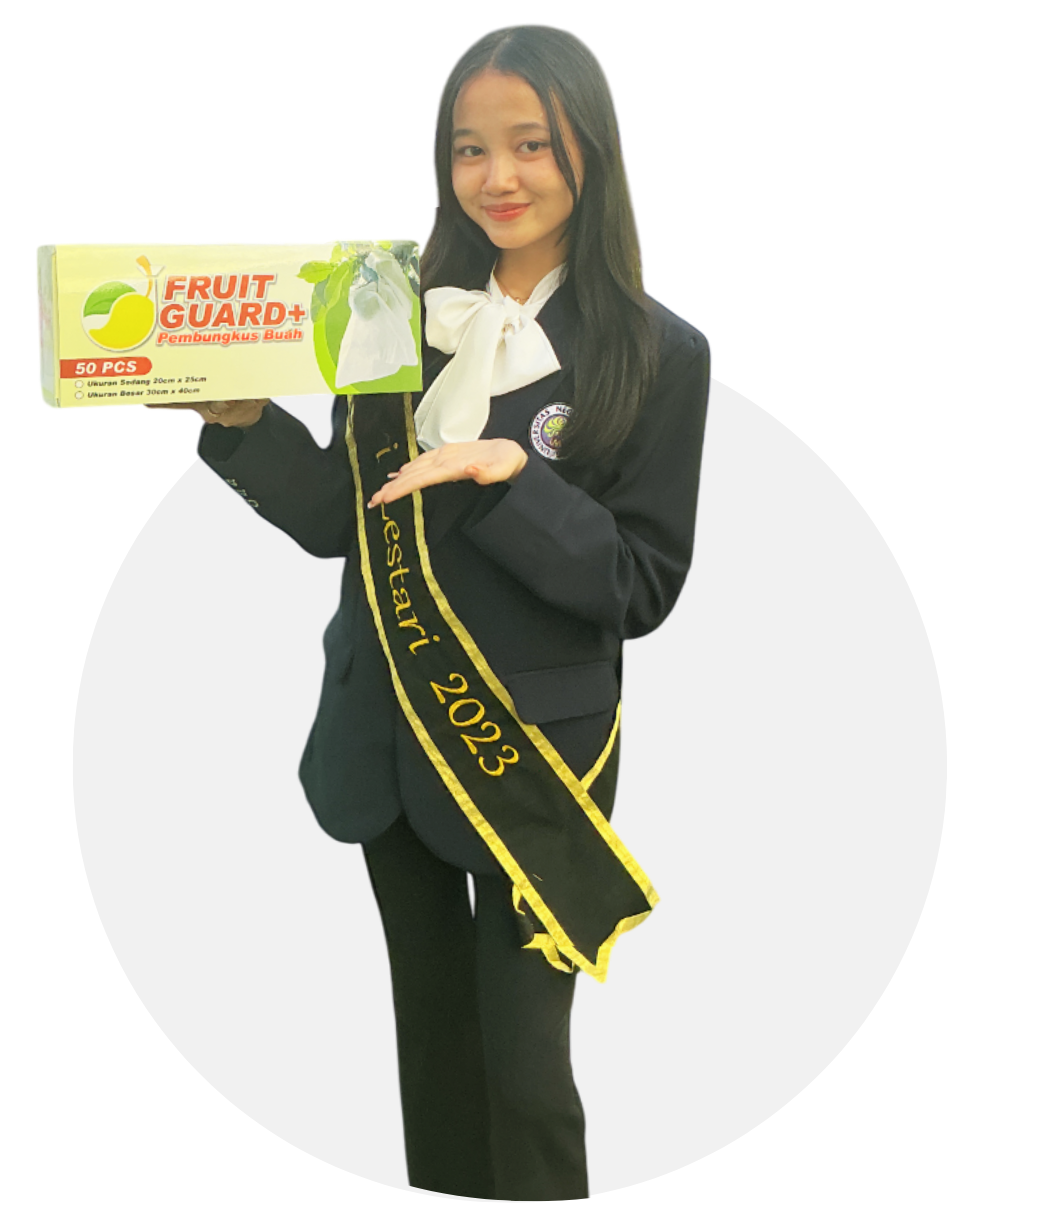 FRUIT
GUARD+
Pembungkus Buah
50 PCS
Ukuran Sedang 20cm x 25cm
Ukuran Besar 30cm x 40cm
Lestari 2023